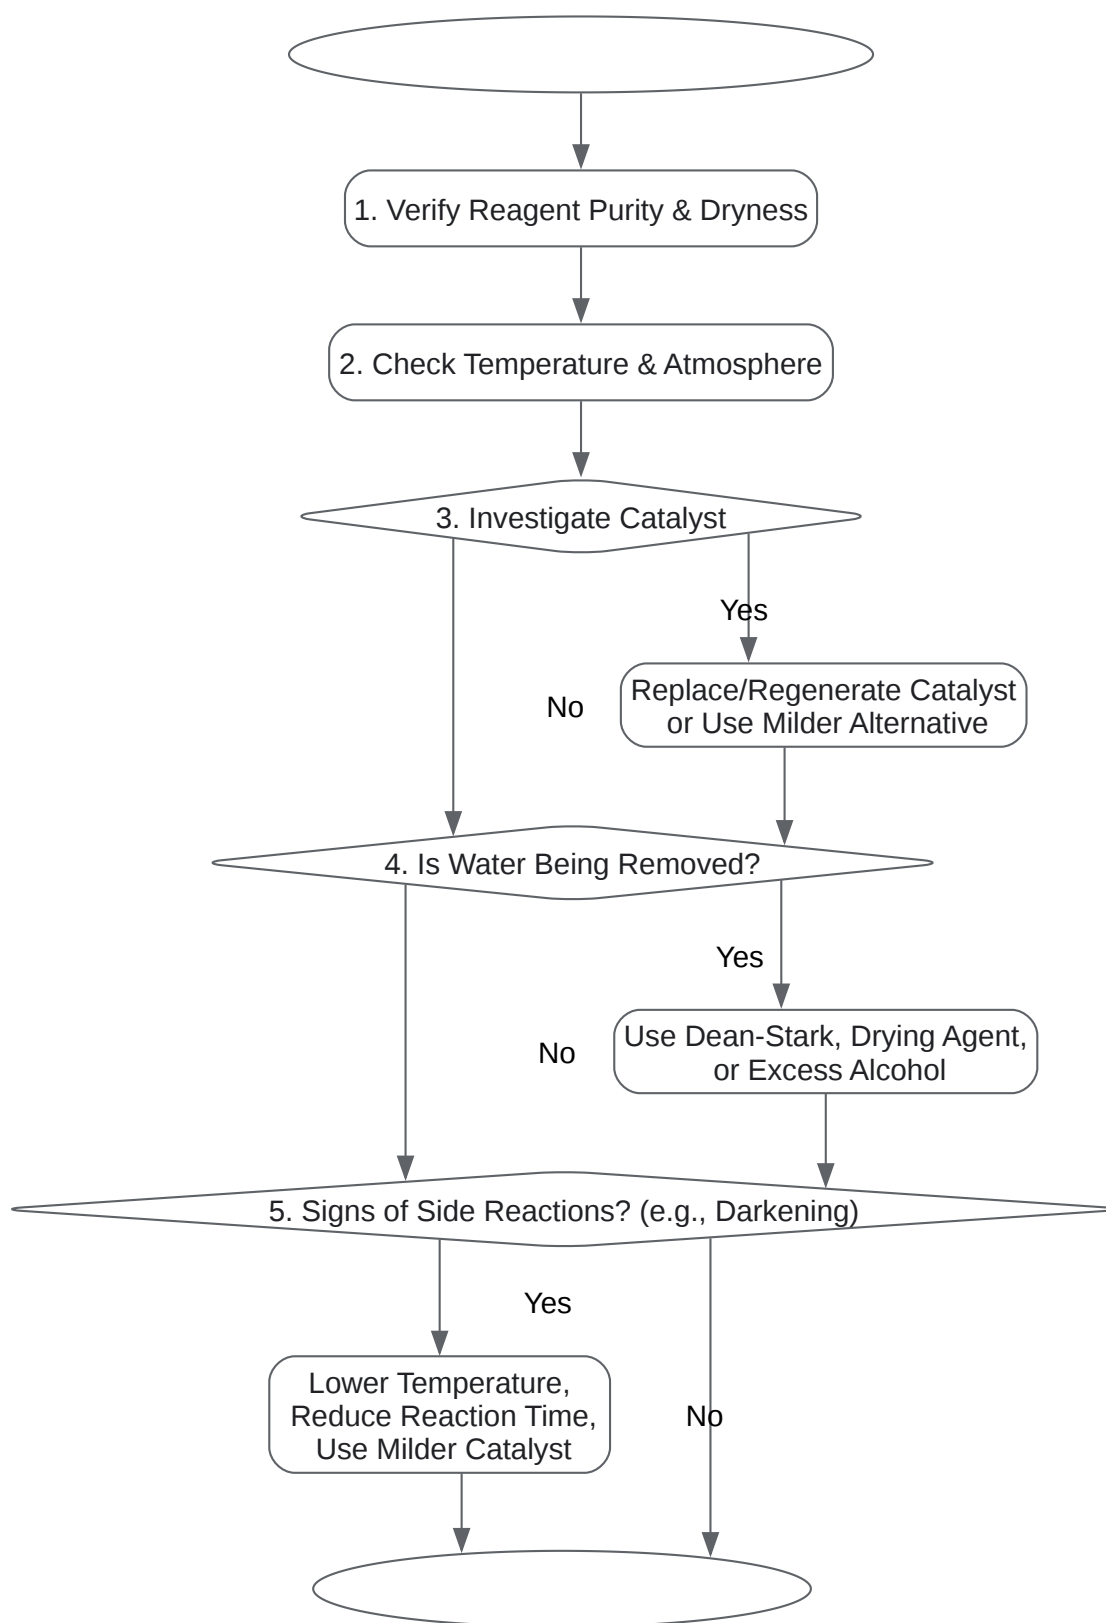 1. Verify Reagent Purity & Dryness
2. Check Temperature & Atmosphere
3. Investigate Catalyst
Yes
No
Replace/Regenerate Catalyst
or Use Milder Alternative
4. Is Water Being Removed?
Yes
No
Use Dean-Stark, Drying Agent,
or Excess Alcohol
5. Signs of Side Reactions? (e.g., Darkening)
Yes
Lower Temperature,
Reduce Reaction Time,
Use Milder Catalyst
No